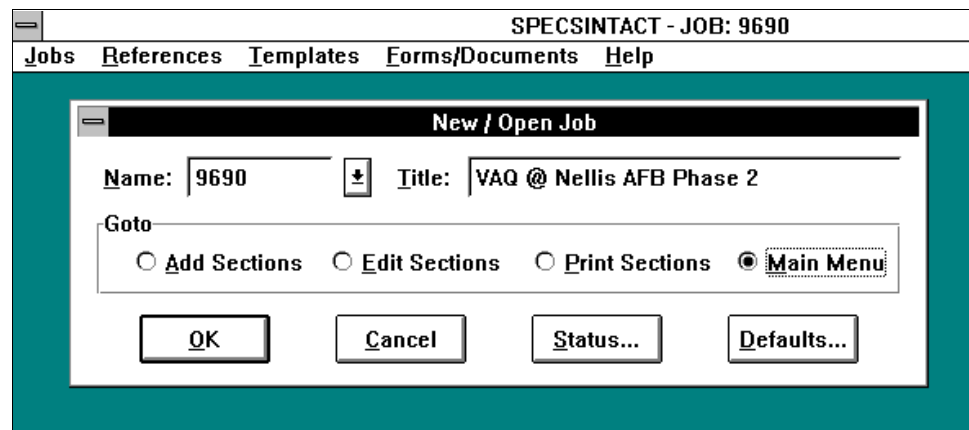 SPECSINTACT - JOB: 9690
Jobs References Templates Forms/Documents Help
New / Open Job
Name: 9690 Title: VAQ @ Nellis AFB Phase 2
Goto
Add Sections Edit Sections Print Sections Main Menu
OK Cancel Status... Defaults...